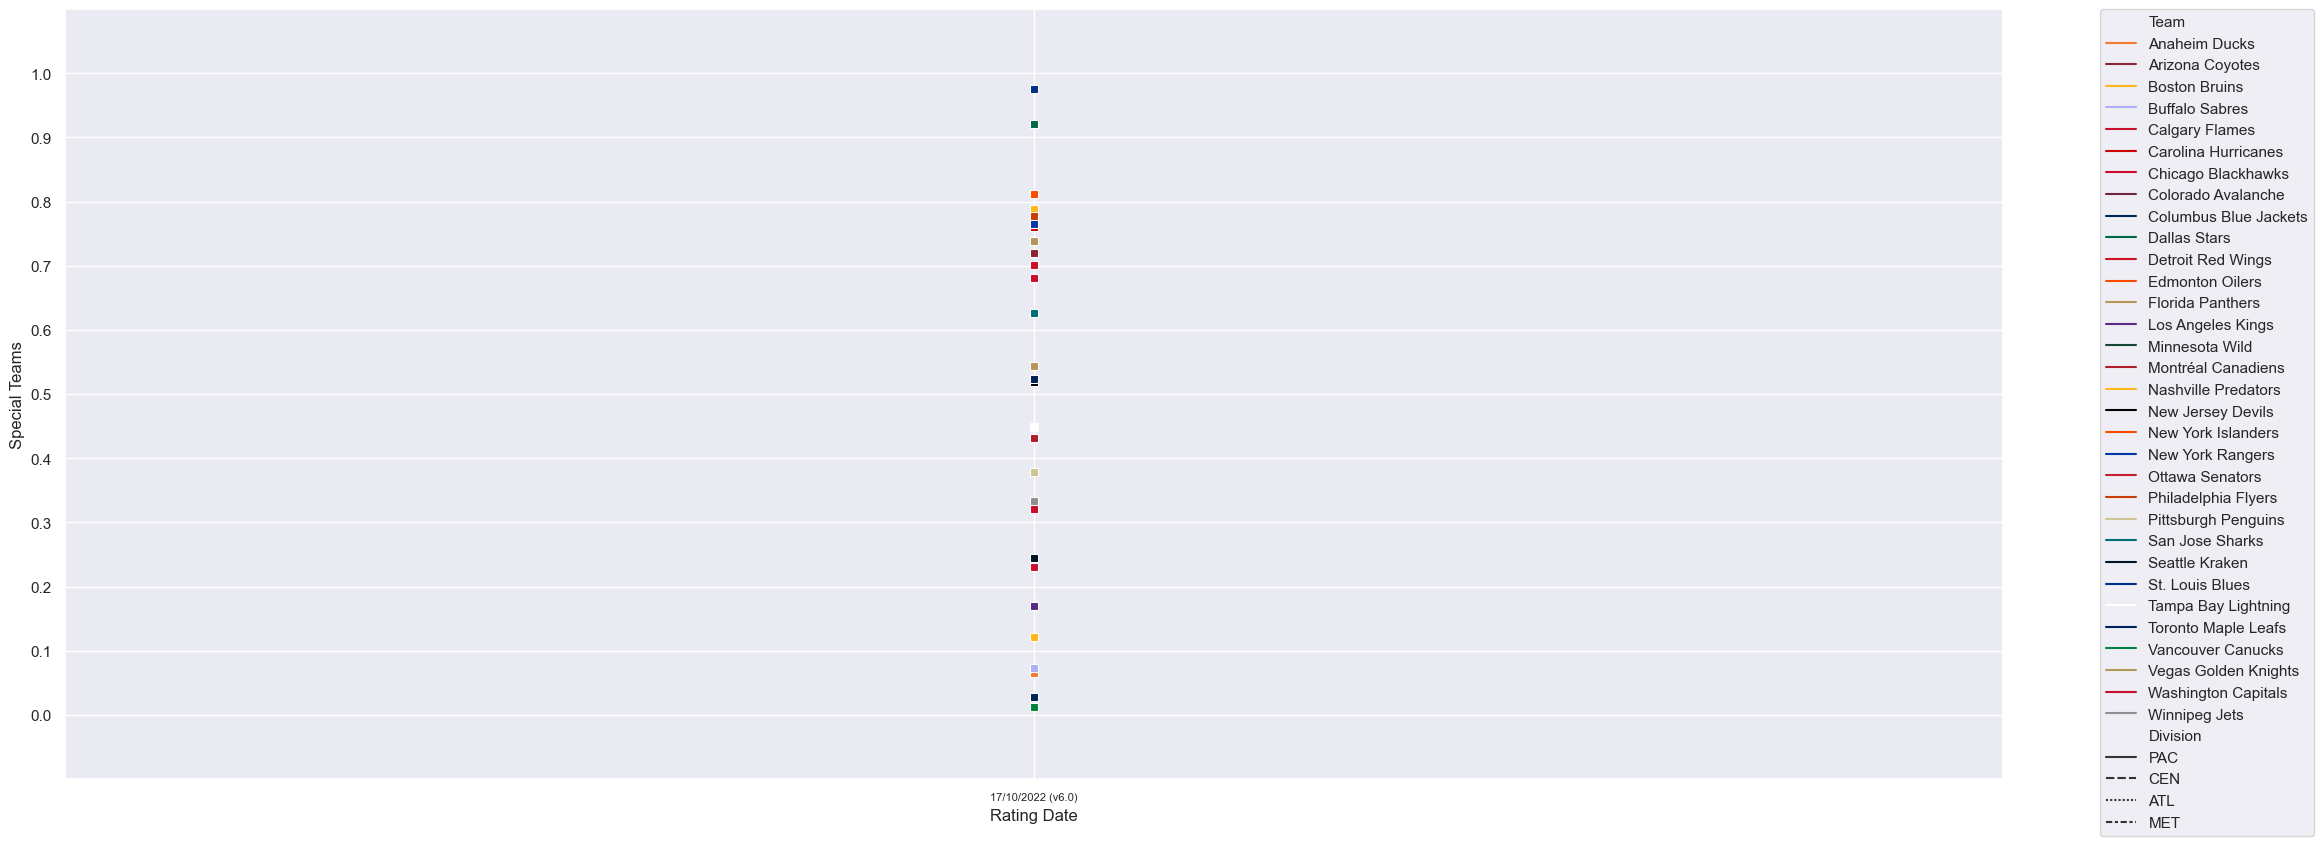 1.0
0.9
0.8
0.7
0.6
0.5
0.4
0.3
0.2
0.1
0.0
Special Teams
17/10/2022 (v6.0)
Rating Date
Team
Anaheim Ducks
Arizona Coyotes
Boston Bruins
Buffalo Sabres
Calgary Flames
Carolina Hurricanes
Chicago Blackhawks
Colorado Avalanche
Columbus Blue Jackets
Dallas Stars
Detroit Red Wings
Edmonton Oilers
Florida Panthers
Los Angeles Kings
Minnesota Wild
Montréal Canadiens
Nashville Predators
New Jersey Devils
New York Islanders
New York Rangers
Ottawa Senators
Philadelphia Flyers
Pittsburgh Penguins
San Jose Sharks
Seattle Kraken
St. Louis Blues
Tampa Bay Lightning
Toronto Maple Leafs
Vancouver Canucks
Vegas Golden Knights
Washington Capitals
Winnipeg Jets
Division
PAC
CEN
ATL
MET